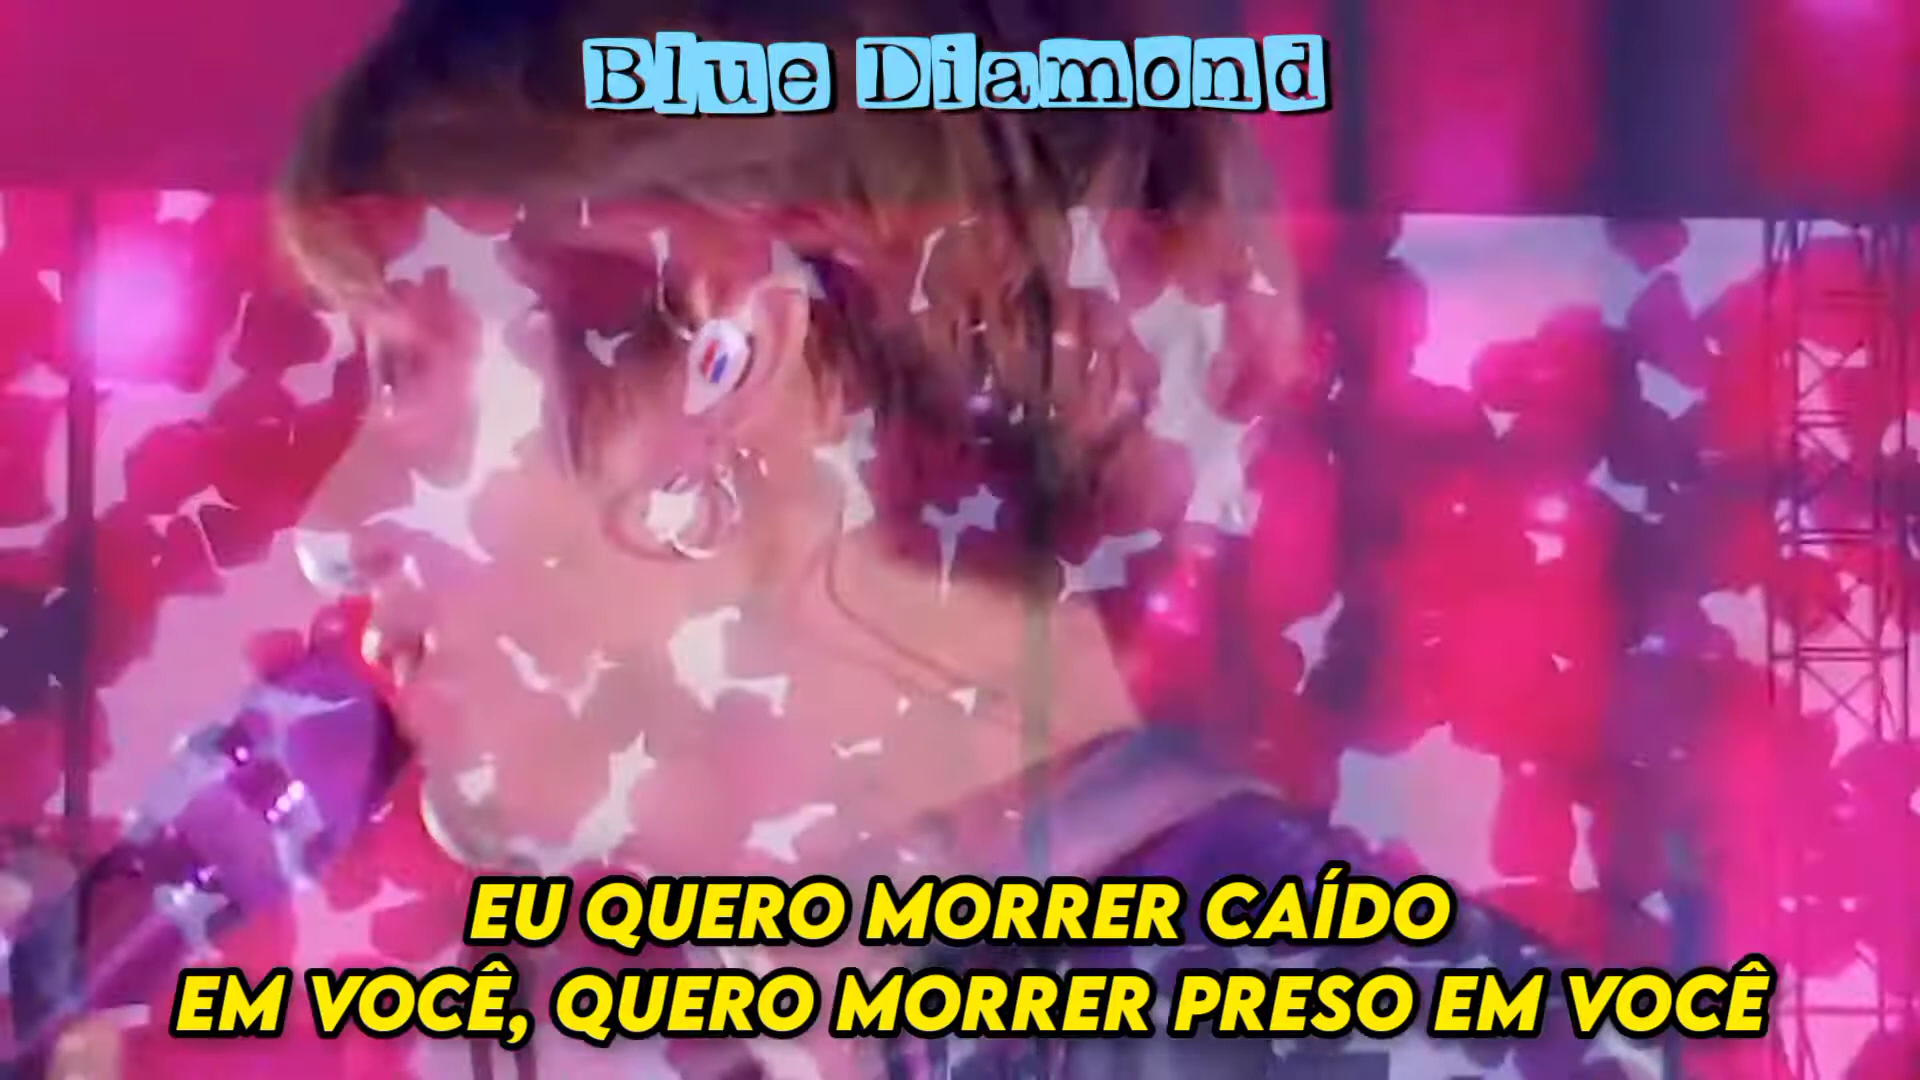 Blue Diamond
EU QUERO MORRER CAÍDO
EM VOCÊ, QUERO MORRER PRESO EM VOCÊ